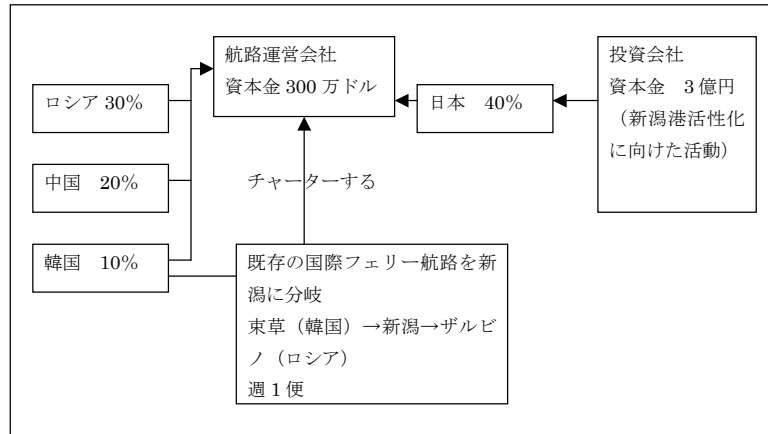 航路運営会社
資本金 300 万ドル
投資会社
資本金　3 億円
（新潟港活性化
に向けた活動）
ロシア 30%
日本　40%
中国　20%
チャーターする
韓国　10%
既存の国際フェリー航路を新
潟に分岐
束草（韓国）→新潟→ザルビ
ノ（ロシア）
週 1 便